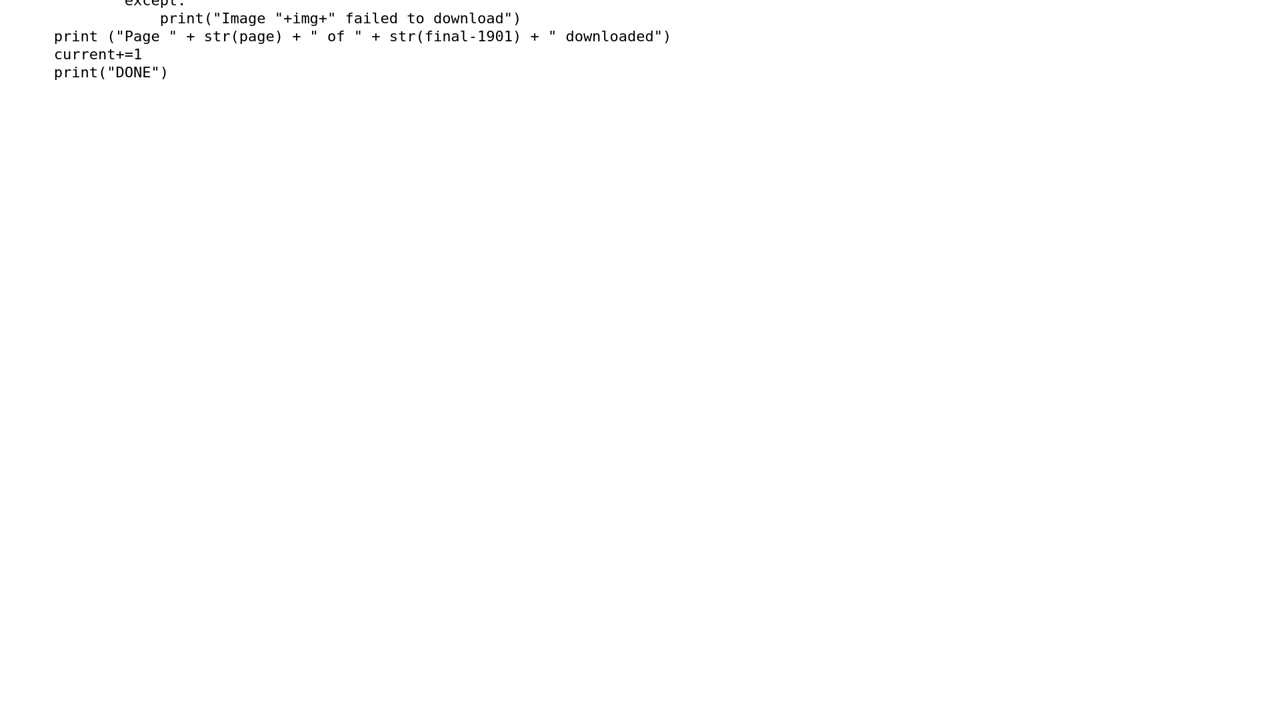 except:
print("Image "+img+" failed to download")
print ("Page " + str(page) + " of " + str(final-1901) + " downloaded")
current+=1
print("DONE")